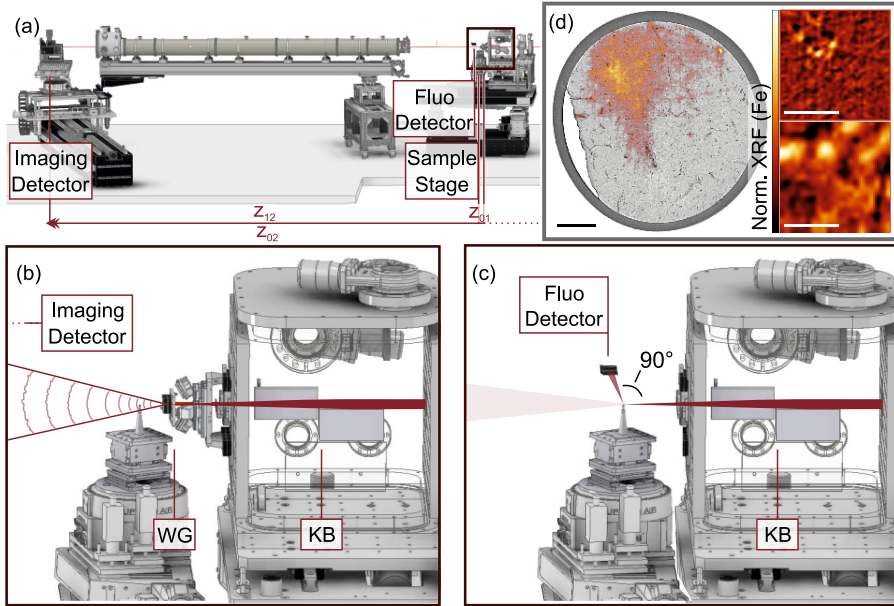 (a)
Fluo
Detector
Imaging
Detector
Sample
Stage
z12
z01
z02
(d)
Norm. XRF (Fe)
(b)
Imaging
Detector
WG
KB
(c)
Fluo
Detector
90°
KB